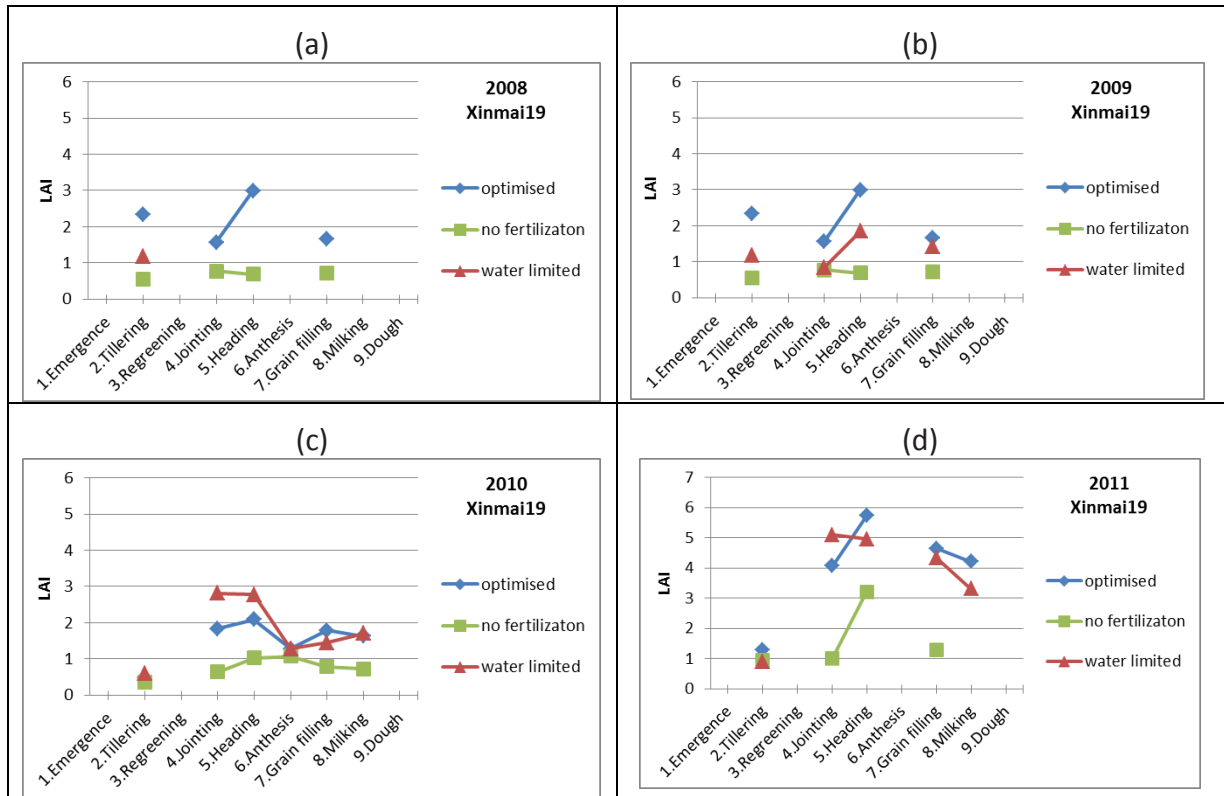 (a)
2008
Xinmai19
6
5
4
3
2
1
0
LAI
optimised
no fertilizaton
water limited
1.Emergence
2.Tillering
3.Regreening
4.Jointing
5.Heading
6.Anthesis
7.Grain filling
8.Milking
9.Dough
(b)
2009
Xinmai19
6
5
4
3
2
1
0
LAI
optimised
no fertilizaton
water limited
1.Emergence
2.Tillering
3.Regreening
4.Jointing
5.Heading
6.Anthesis
7.Grain filling
8.Milking
9.Dough
(c)
2010
Xinmai19
6
5
4
3
2
1
0
LAI
optimised
no fertilizaton
water limited
1.Emergence
2.Tillering
3.Regreening
4.Jointing
5.Heading
6.Anthesis
7.Grain filling
8.Milking
9.Dough
(d)
2011
Xinmai19
7
6
5
4
3
2
1
0
LAI
optimised
no fertilizaton
water limited
1.Emergence
2.Tillering
3.Regreening
4.Jointing
5.Heading
6.Anthesis
7.Grain filling
8.Milking
9.Dough